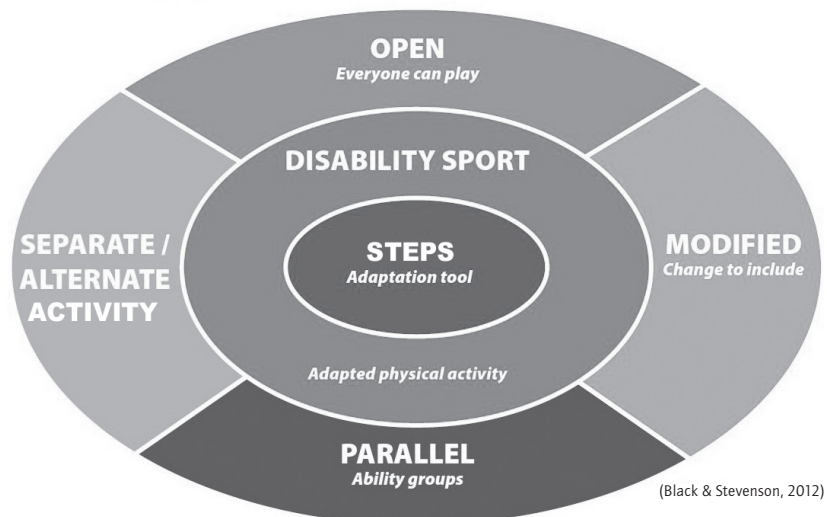 OPEN
Everyone can play
DISABILITY SPORT
SEPARATE /
ALTERNATE
ACTIVITY
STEPS
Adaptation tool
MODIFIED
Change to include
Adapted physical activity
PARALLEL
Ability groups
(Black & Stevenson, 2012)